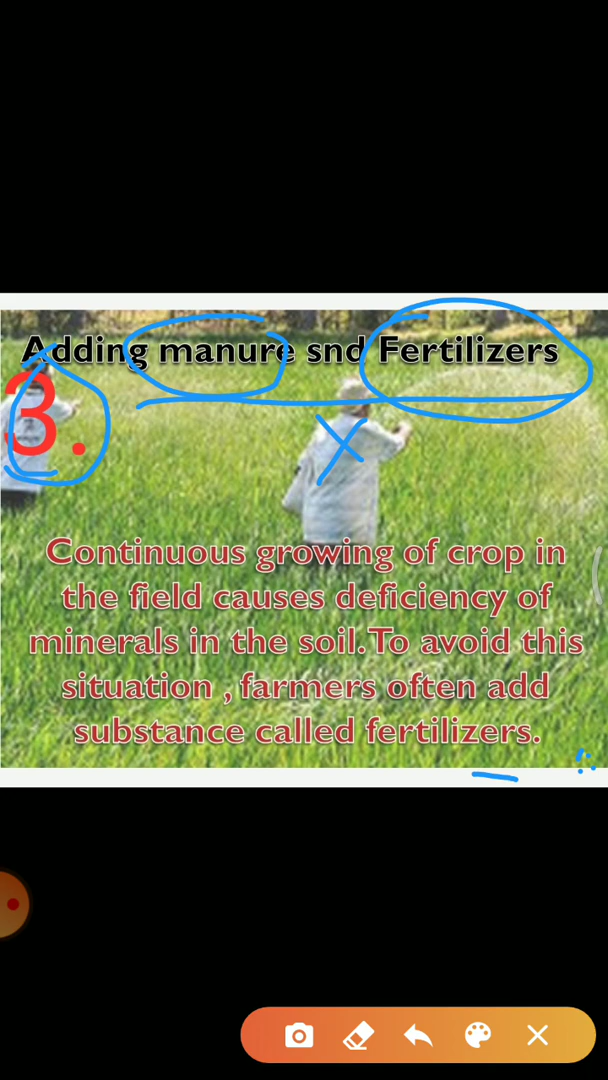 Adding manure snd Fertilizers
3.
Continuous growing of crop in
the field causes deficiency of
minerals in the soil.To avoid this
situation , farmers often add
substance called fertilizers.